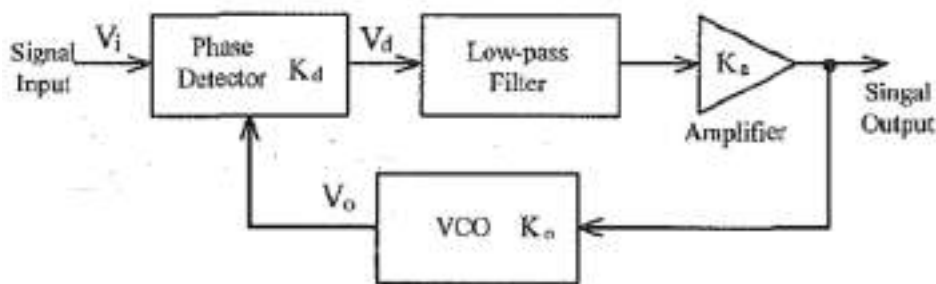 Signal
Input
Vi
Phase
Detector Kd
Vd
Low-pass
Filter
Ka
Amplifier
Singal
Output
Vo
VCO Ko